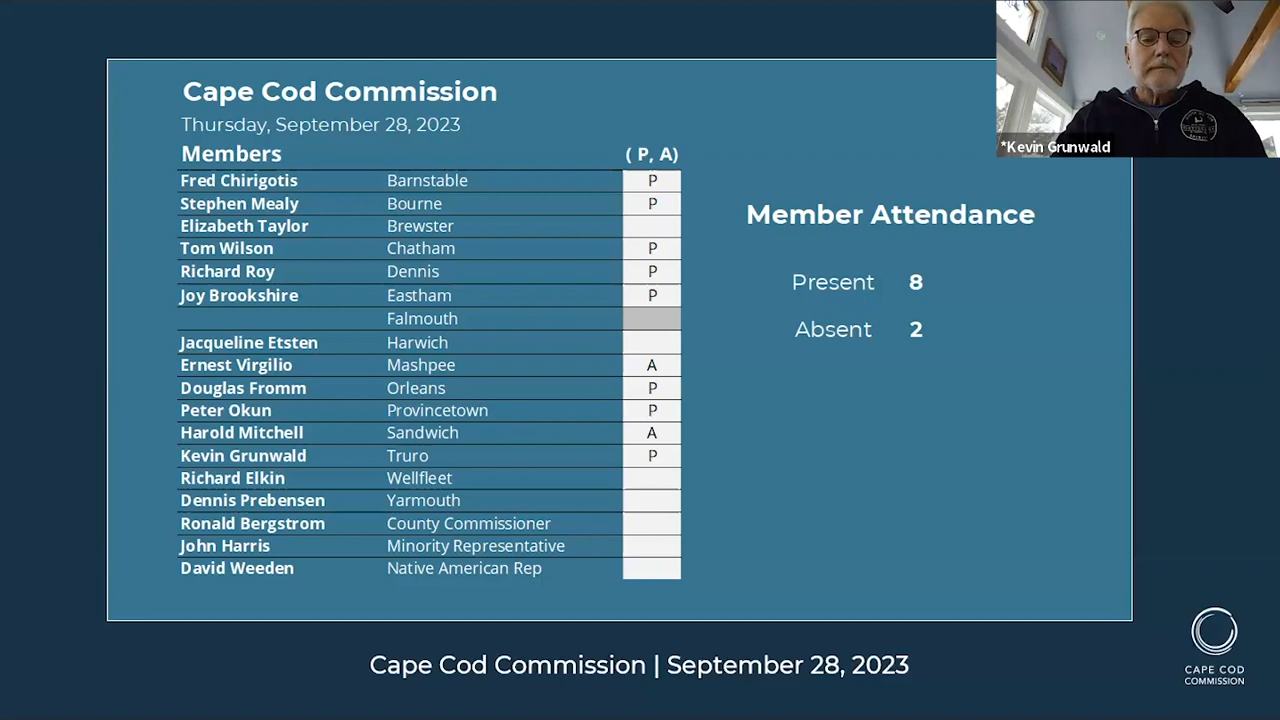 Cape Cod Commission
Thursday, September 28, 2023
Members ( P, A)
Fred Chirigotis Barnstable P
Stephen Mealy Bourne P
Elizabeth Taylor Brewster
Tom Wilson Chatham P
Richard Roy Dennis P
Joy Brookshire Eastham P
Falmouth
Jacqueline Etsten Harwich
Ernest Virgilio Mashpee A
Douglas Fromm Orleans P
Peter Okun Provincetown P
Harold Mitchell Sandwich A
Kevin Grunwald Truro P
Richard Elkin Wellfleet
Dennis Prebensen Yarmouth
Ronald Bergstrom County Commissioner
John Harris Minority Representative
David Weeden Native American Rep
Member Attendance
Present 8
Absent 2
*Kevin Grunwald
Cape Cod Commission | September 28, 2023
CAPE COD
COMMISSION